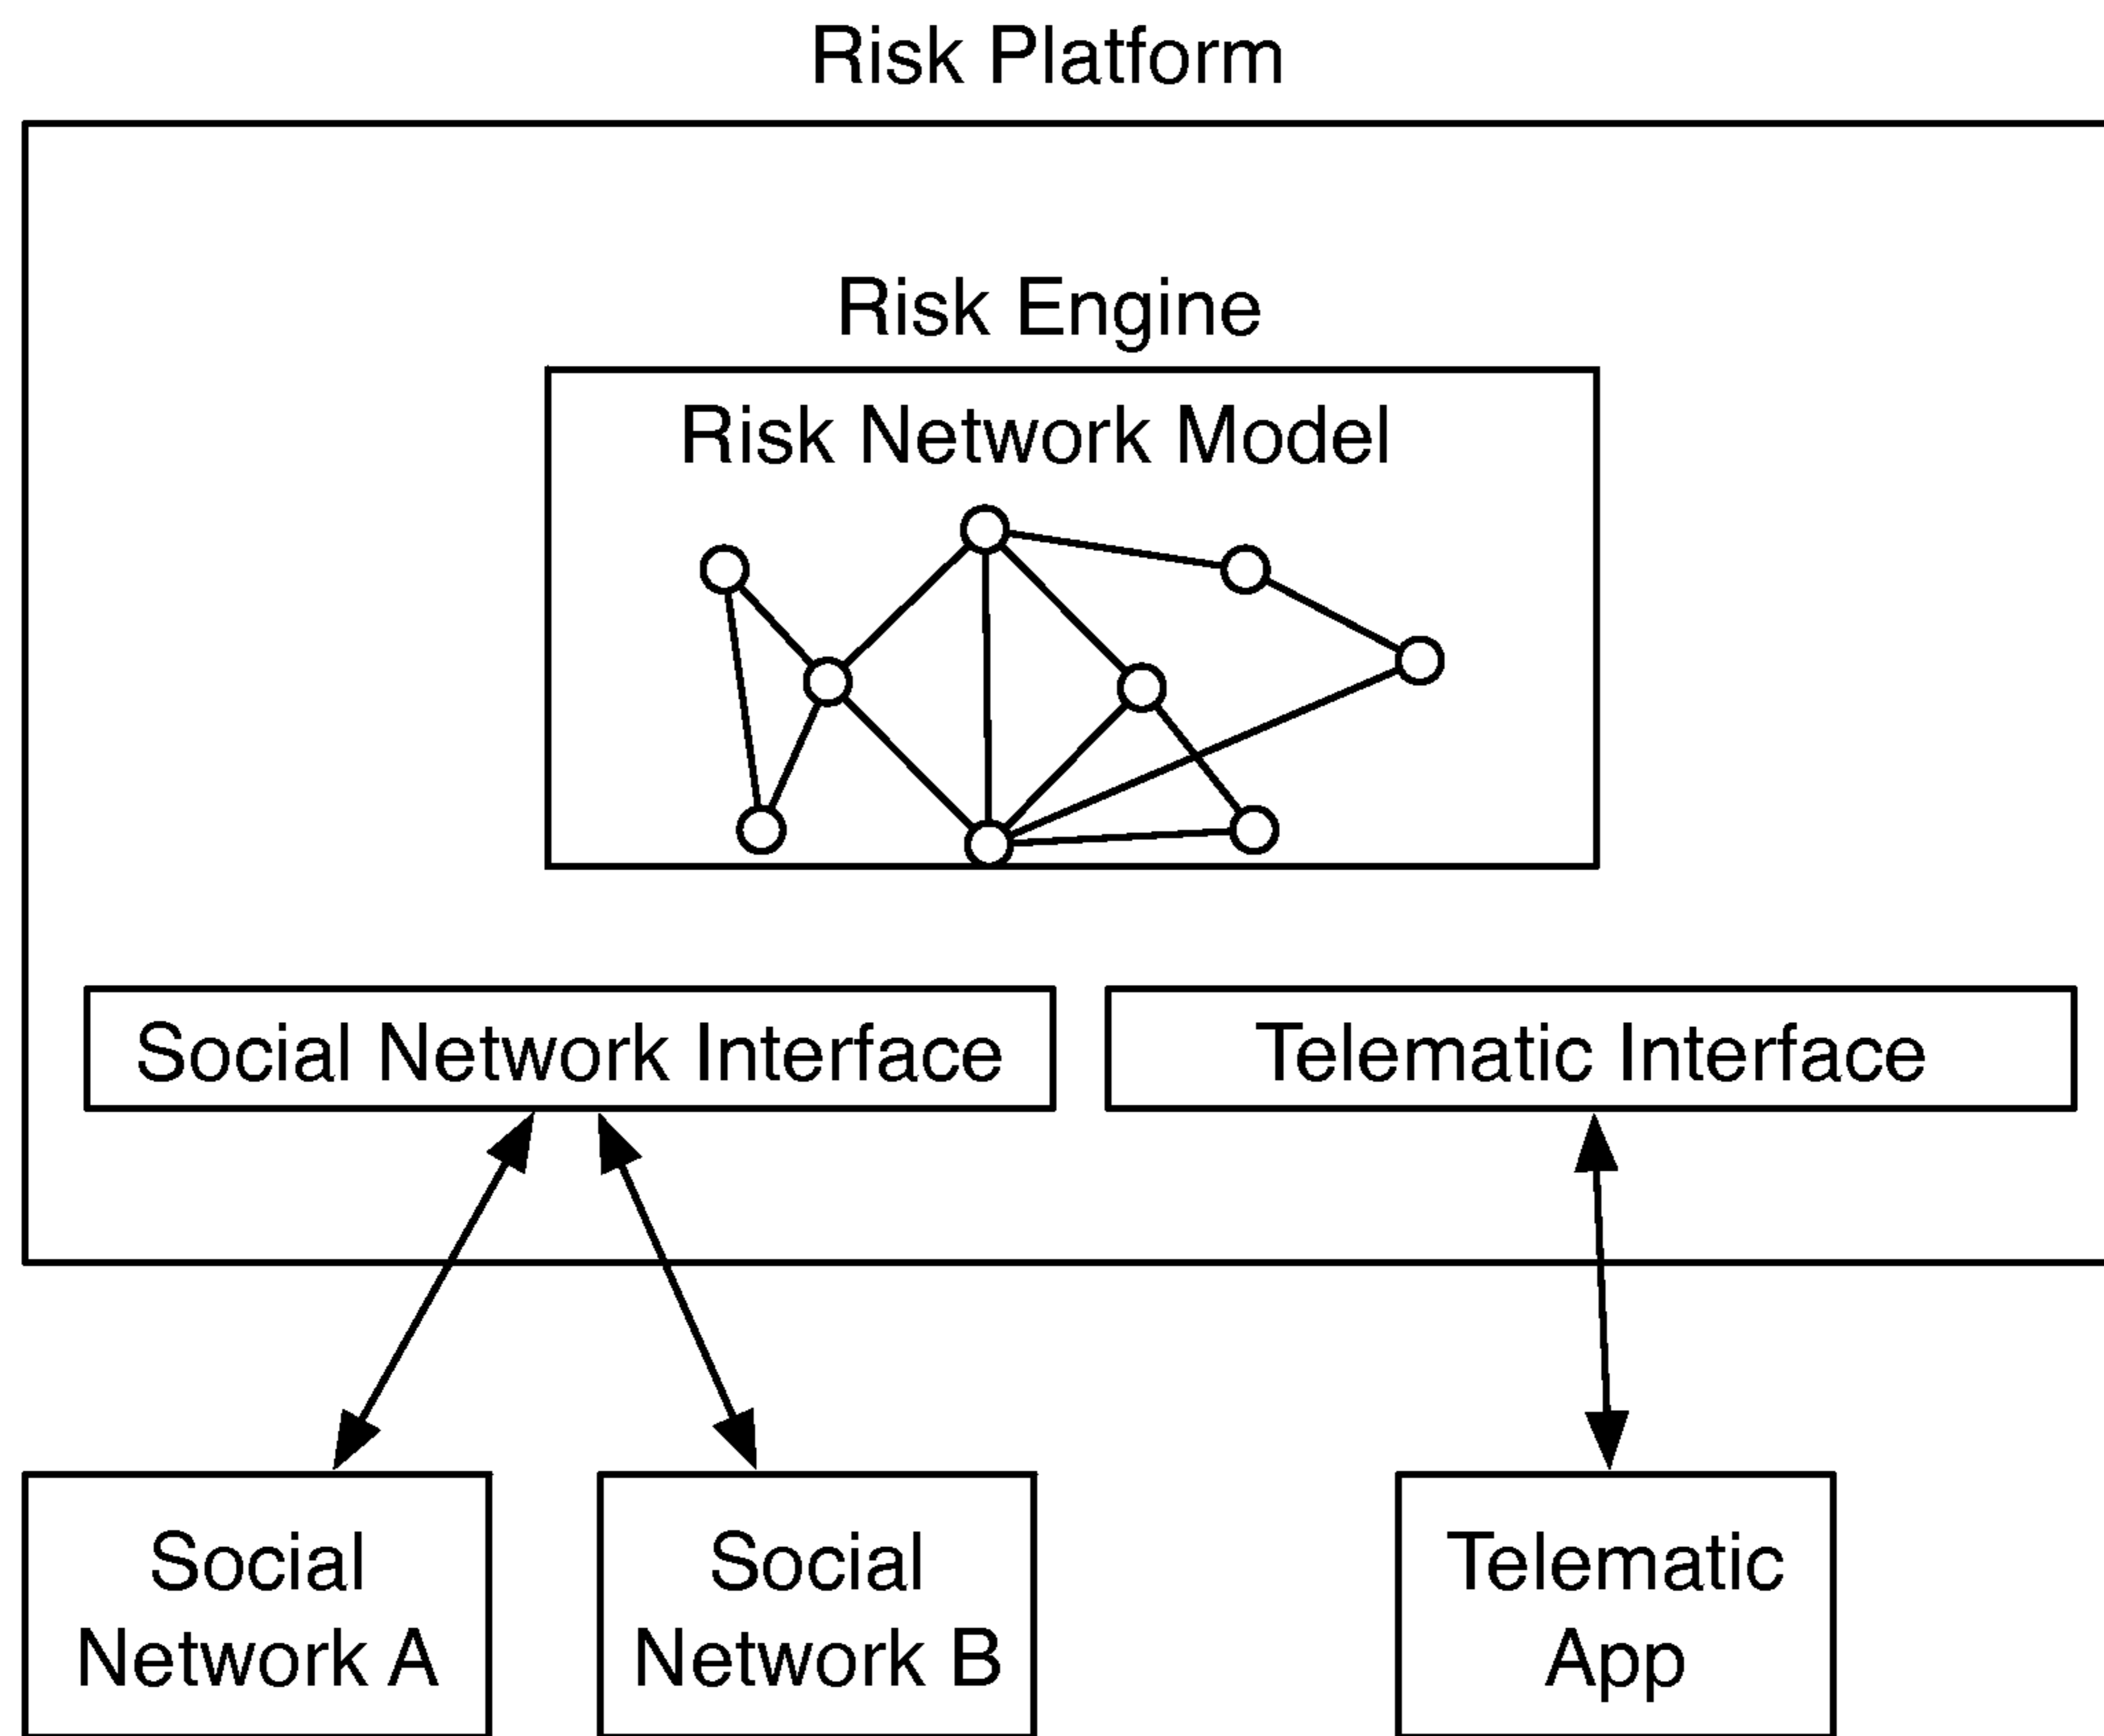 Risk Platform
Risk Engine
Risk Network Model
Social Network Interface
Telematic Interface
Social
Network A
Social
Network B
Telematic
App